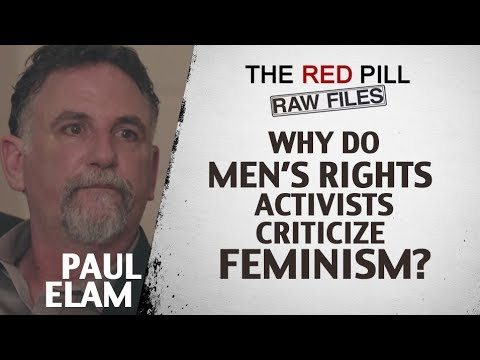 THE RED PILL
RAW FILES
WHY DO
MEN'S RIGHTS
ACTIVISTS
CRITICIZE
FEMINISM?
PAUL
ELAM